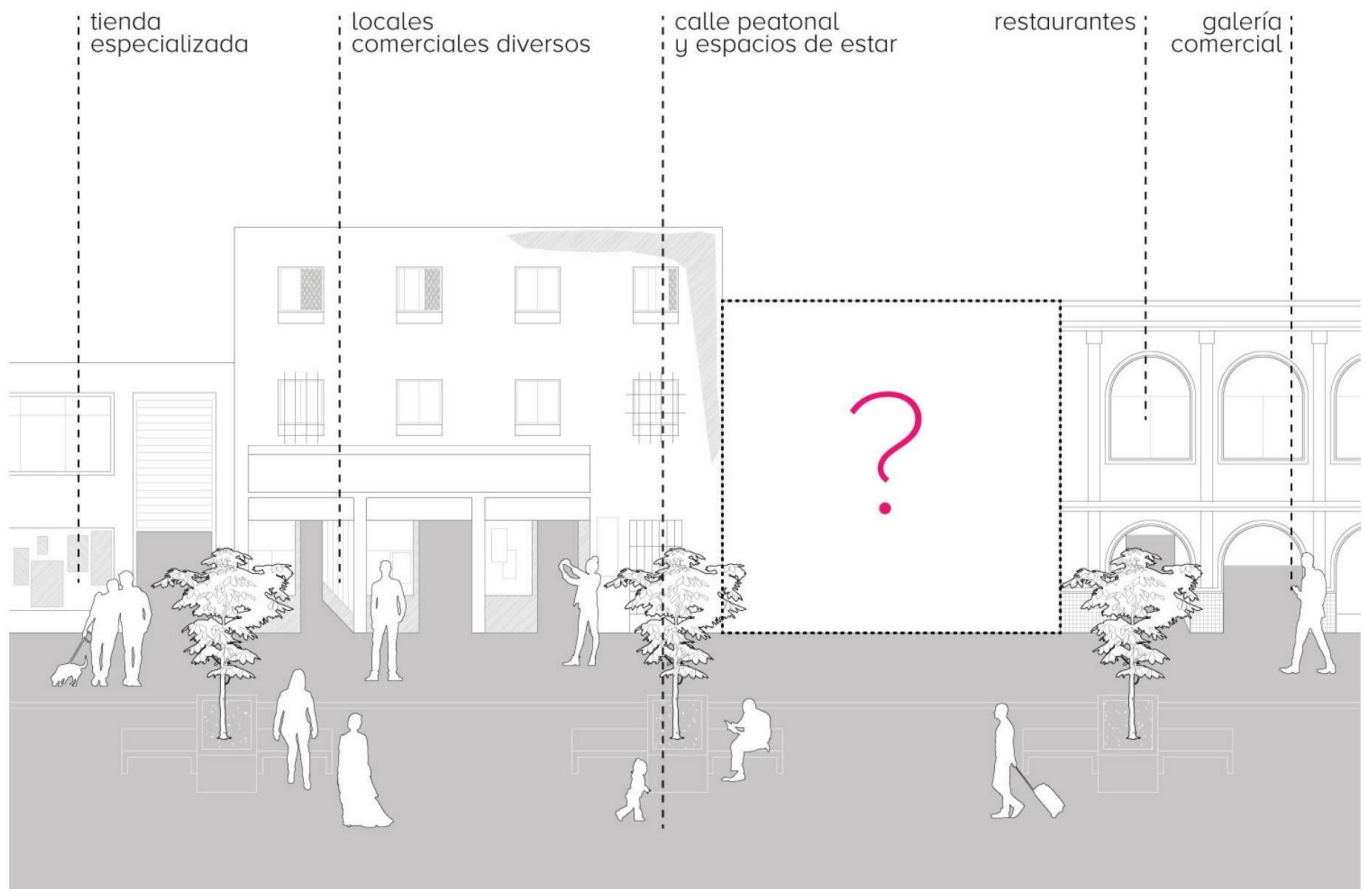 tienda
especializada
locales
comerciales diversos
calle peatonal
y espacios de estar
restaurantes
galería
comercial
?